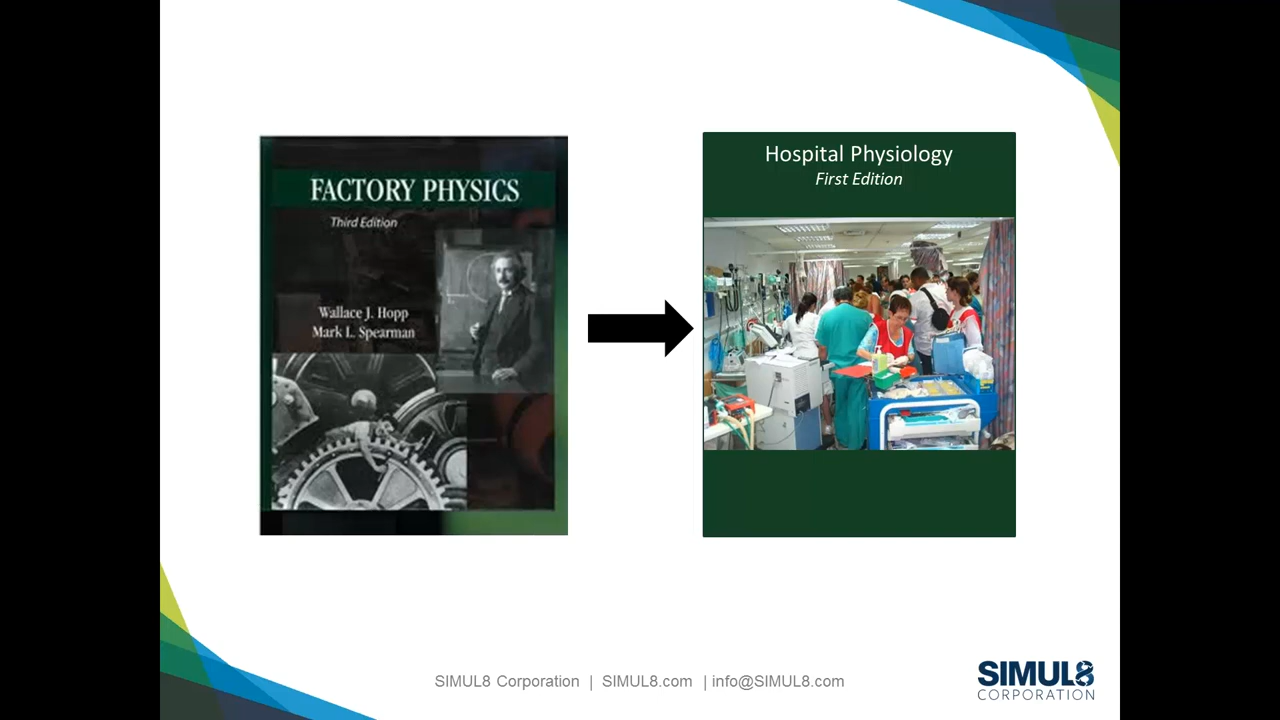 FACTORY PHYSICS
Third Edition
Wallace J. Hopp
Mark L. Spearman
Hospital Physiology
First Edition
SIMUL8 Corporation | SIMUL8.com | info@SIMUL8.com
SIMUL8
CORPORATION